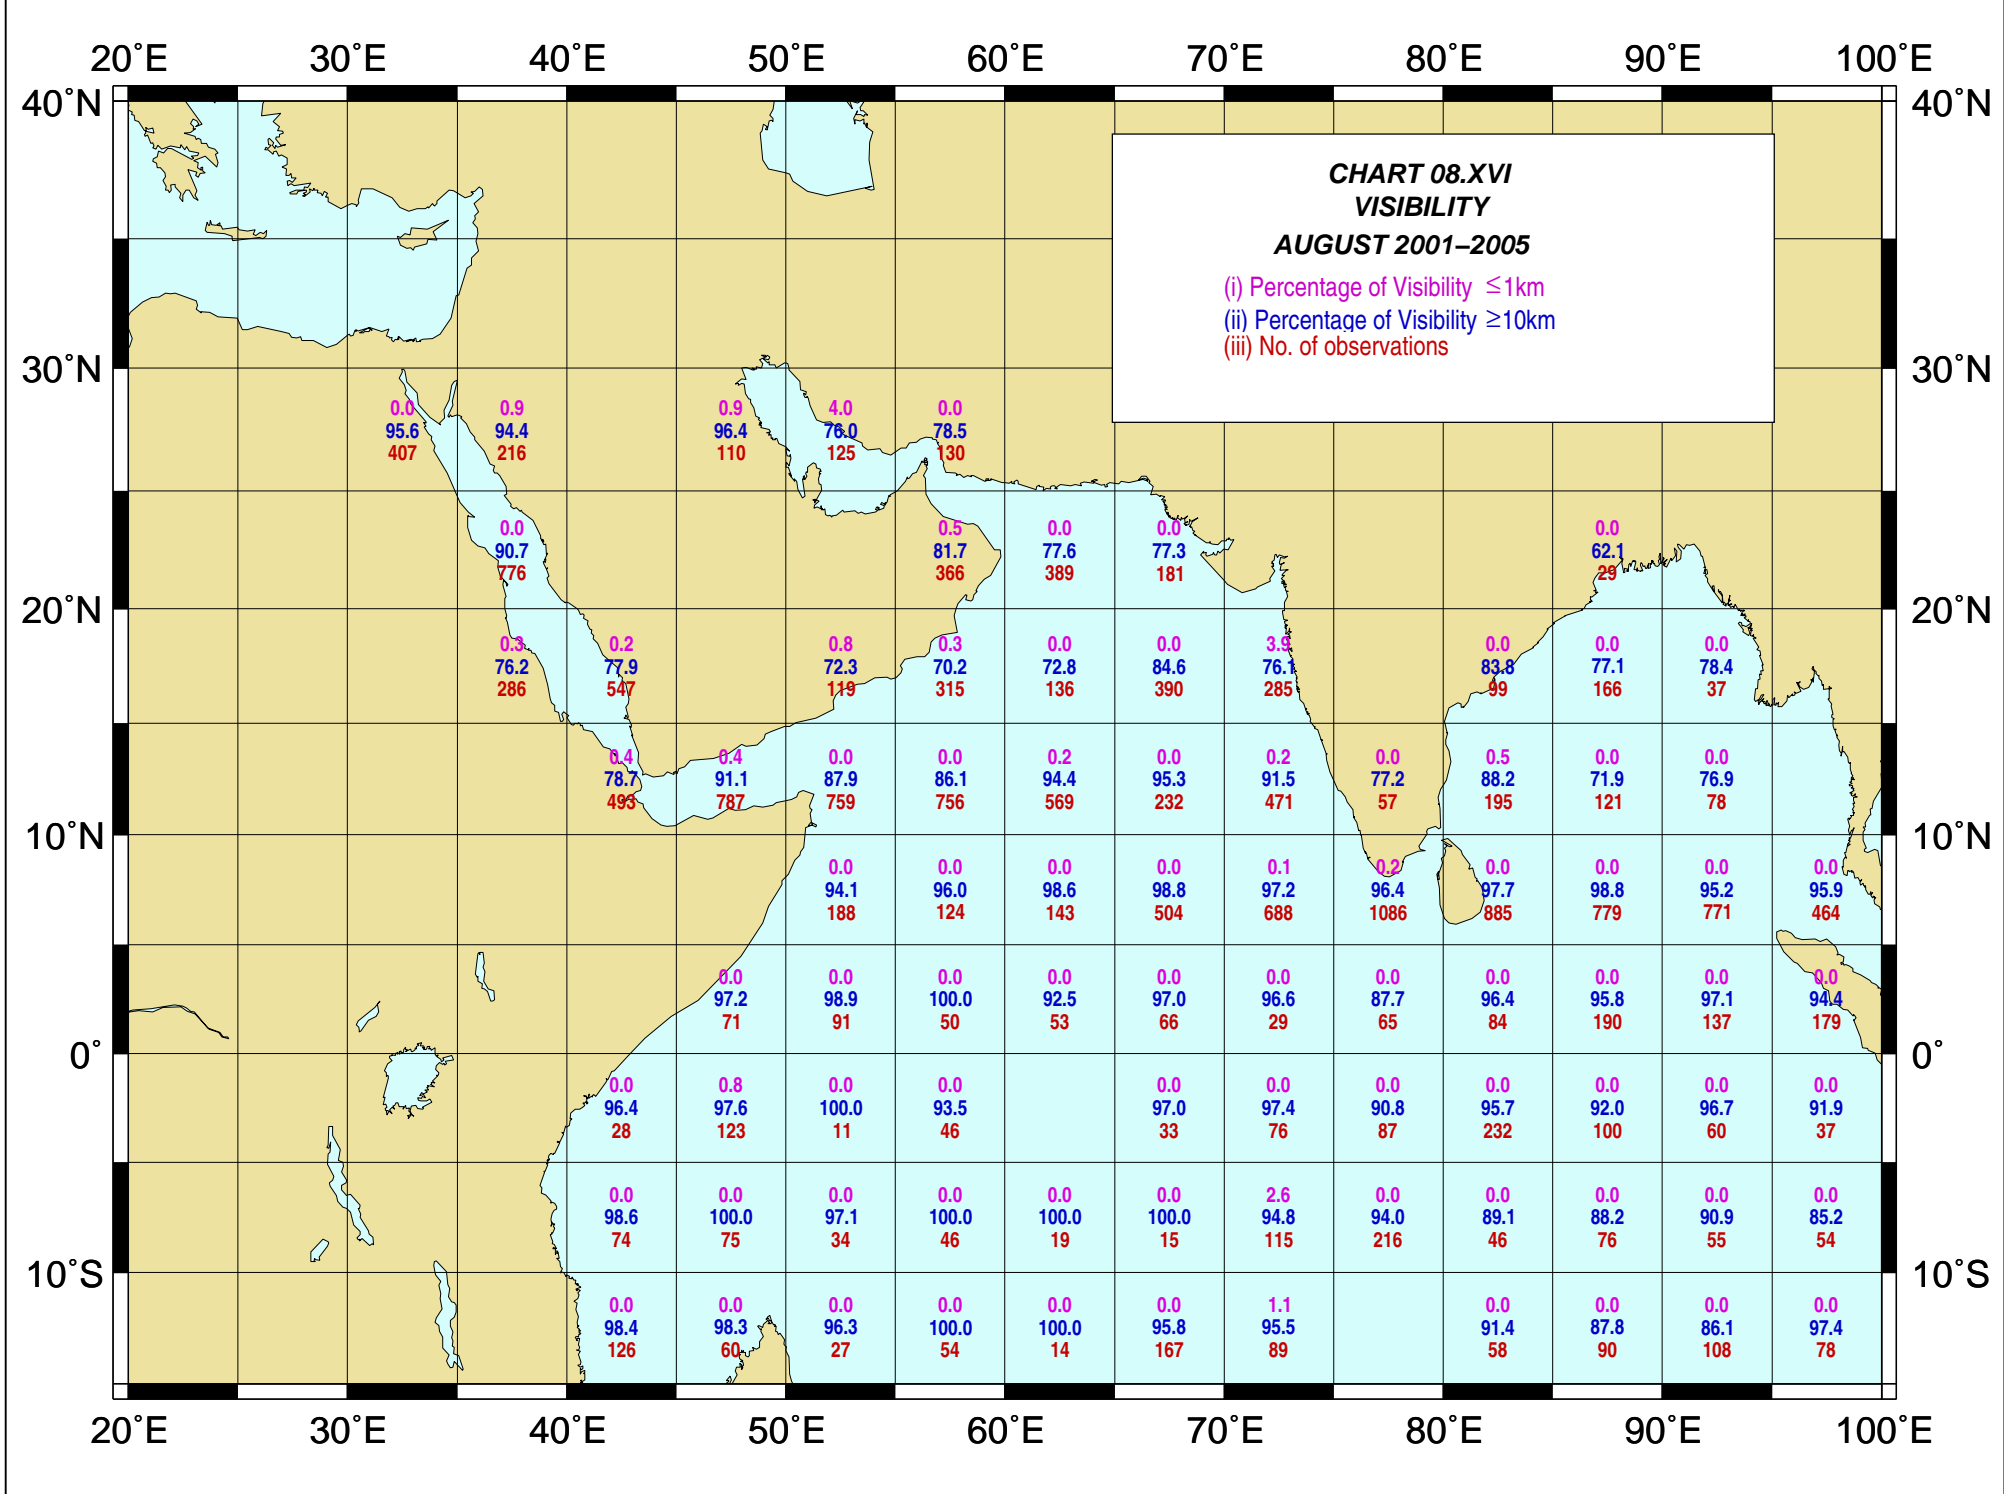 20°E 30°E 40°E 50°E 60°E 70°E 80°E 90°E 100°E
40°N 40°N
CHART 08.XVI
VISIBILITY
AUGUST 2001–2005
(i) Percentage of Visibility ≤1km
(ii) Percentage of Visibility ≥10km
(iii) No. of observations
30°N 30°N
0.0 0.9 0.9 4.0 0.0
95.6 94.4 96.4 76.0 78.5
407 216 110 125 130
0.0 0.5 0.0 0.0 0.0
90.7 81.7 77.6 77.3 62.1
776 366 389 181 29
20°N 20°N
0.3 0.2 0.8 0.3 0.0 0.0 3.9 0.0 0.0 0.0
76.2 77.9 72.3 70.2 72.8 84.6 76.1 83.8 77.1 78.4
286 547 119 315 136 390 285 99 166 37
0.4 0.4 0.0 0.0 0.2 0.0 0.2 0.0 0.5 0.0 0.0
78.7 91.1 87.9 86.1 94.4 95.3 91.5 77.2 88.2 71.9 76.9
493 787 759 756 569 232 471 57 195 121 78
10°N 10°N
0.0 0.0 0.0 0.0 0.1 0.2 0.0 0.0 0.0 0.0
94.1 96.0 98.6 98.8 97.2 96.4 97.7 98.8 95.2 95.9
188 124 143 504 688 1086 885 779 771 464
0.0 0.0 0.0 0.0 0.0 0.0 0.0 0.0 0.0 0.0 0.0
97.2 98.9 100.0 92.5 97.0 96.6 87.7 96.4 95.8 97.1 94.4
71 91 50 53 66 29 65 84 190 137 179
0° 0°
0.0 0.8 0.0 0.0 0.0 0.0 0.0 0.0 0.0 0.0 0.0
96.4 97.6 100.0 93.5 97.0 97.4 90.8 95.7 92.0 96.7 91.9
28 123 11 46 33 76 87 232 100 60 37
0.0 0.0 0.0 0.0 0.0 0.0 2.6 0.0 0.0 0.0 0.0 0.0
98.6 100.0 97.1 100.0 100.0 100.0 94.8 94.0 89.1 88.2 90.9 85.2
74 75 34 46 19 15 115 216 46 76 55 54
10°S 10°S
0.0 0.0 0.0 0.0 0.0 0.0 1.1 0.0 0.0 0.0 0.0
98.4 98.3 96.3 100.0 100.0 95.8 95.5 91.4 87.8 86.1 97.4
126 60 27 54 14 167 89 58 90 108 78
20°E 30°E 40°E 50°E 60°E 70°E 80°E 90°E 100°E